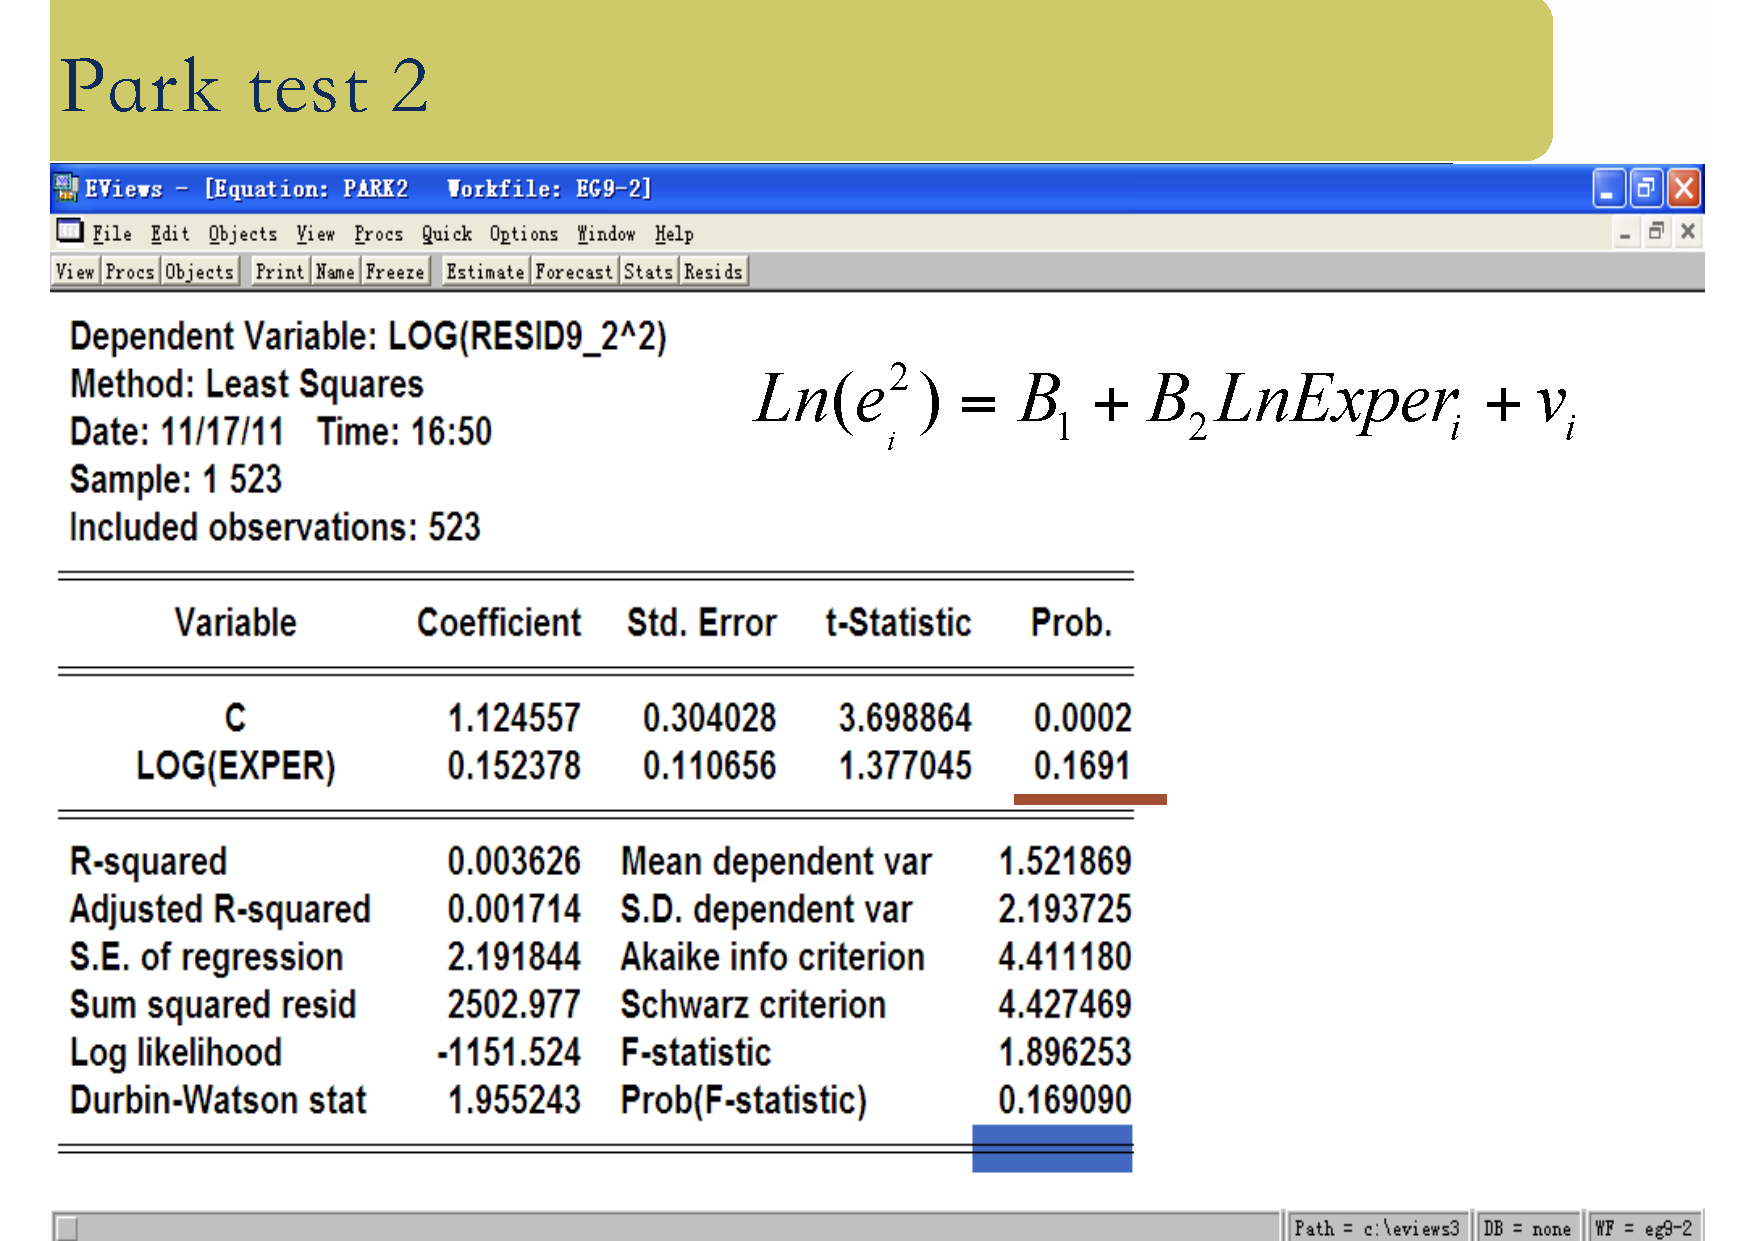 Park test 2
EViews - [Equation: PARK2 Workfile: EG9-2]
File Edit Objects View Procs Quick Options Window Help
View Procs Objects Print Name Freeze Estimate Forecast Stats Resids
Dependent Variable: LOG(RESID9_2^2)
Method: Least Squares
Date: 11/17/11 Time: 16:50
Sample: 1 523
Included observations: 523
Ln(e_i^2) = B_1 + B_2 LnExper_i + v_i
Variable Coefficient Std. Error t-Statistic Prob.
C 1.124557 0.304028 3.698864 0.0002
LOG(EXPER) 0.152378 0.110656 1.377045 0.1691
R-squared 0.003626 Mean dependent var 1.521869
Adjusted R-squared 0.001714 S.D. dependent var 2.193725
S.E. of regression 2.191844 Akaike info criterion 4.411180
Sum squared resid 2502.977 Schwarz criterion 4.427469
Log likelihood -1151.524 F-statistic 1.896253
Durbin-Watson stat 1.955243 Prob(F-statistic) 0.169090
Path = c:\eviews3 DB = none WF = eg9-2